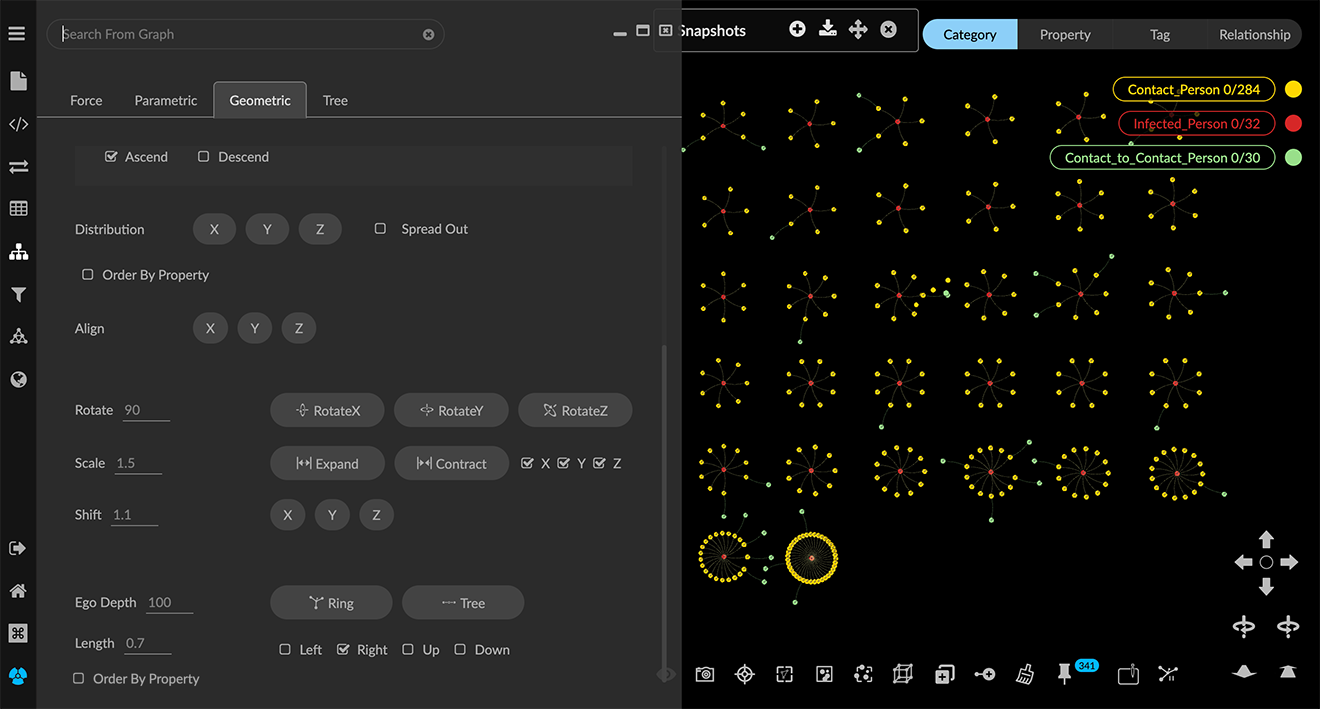 Search From Graph
Snapshots
Category Property Tag Relationship
Force Parametric Geometric Tree
Contact_Person 0/284
Infected_Person 0/32
Contact_to_Contact_Person 0/30
Ascend Descend
Distribution X Y Z Spread Out
Order By Property
Align X Y Z
Rotate 90 RotateX RotateY RotateZ
Scale 1.5 Expand Contract X Y Z
Shift 1.1 X Y Z
Ego Depth 100 Ring Tree
Length 0.7 Left Right Up Down
Order By Property
341